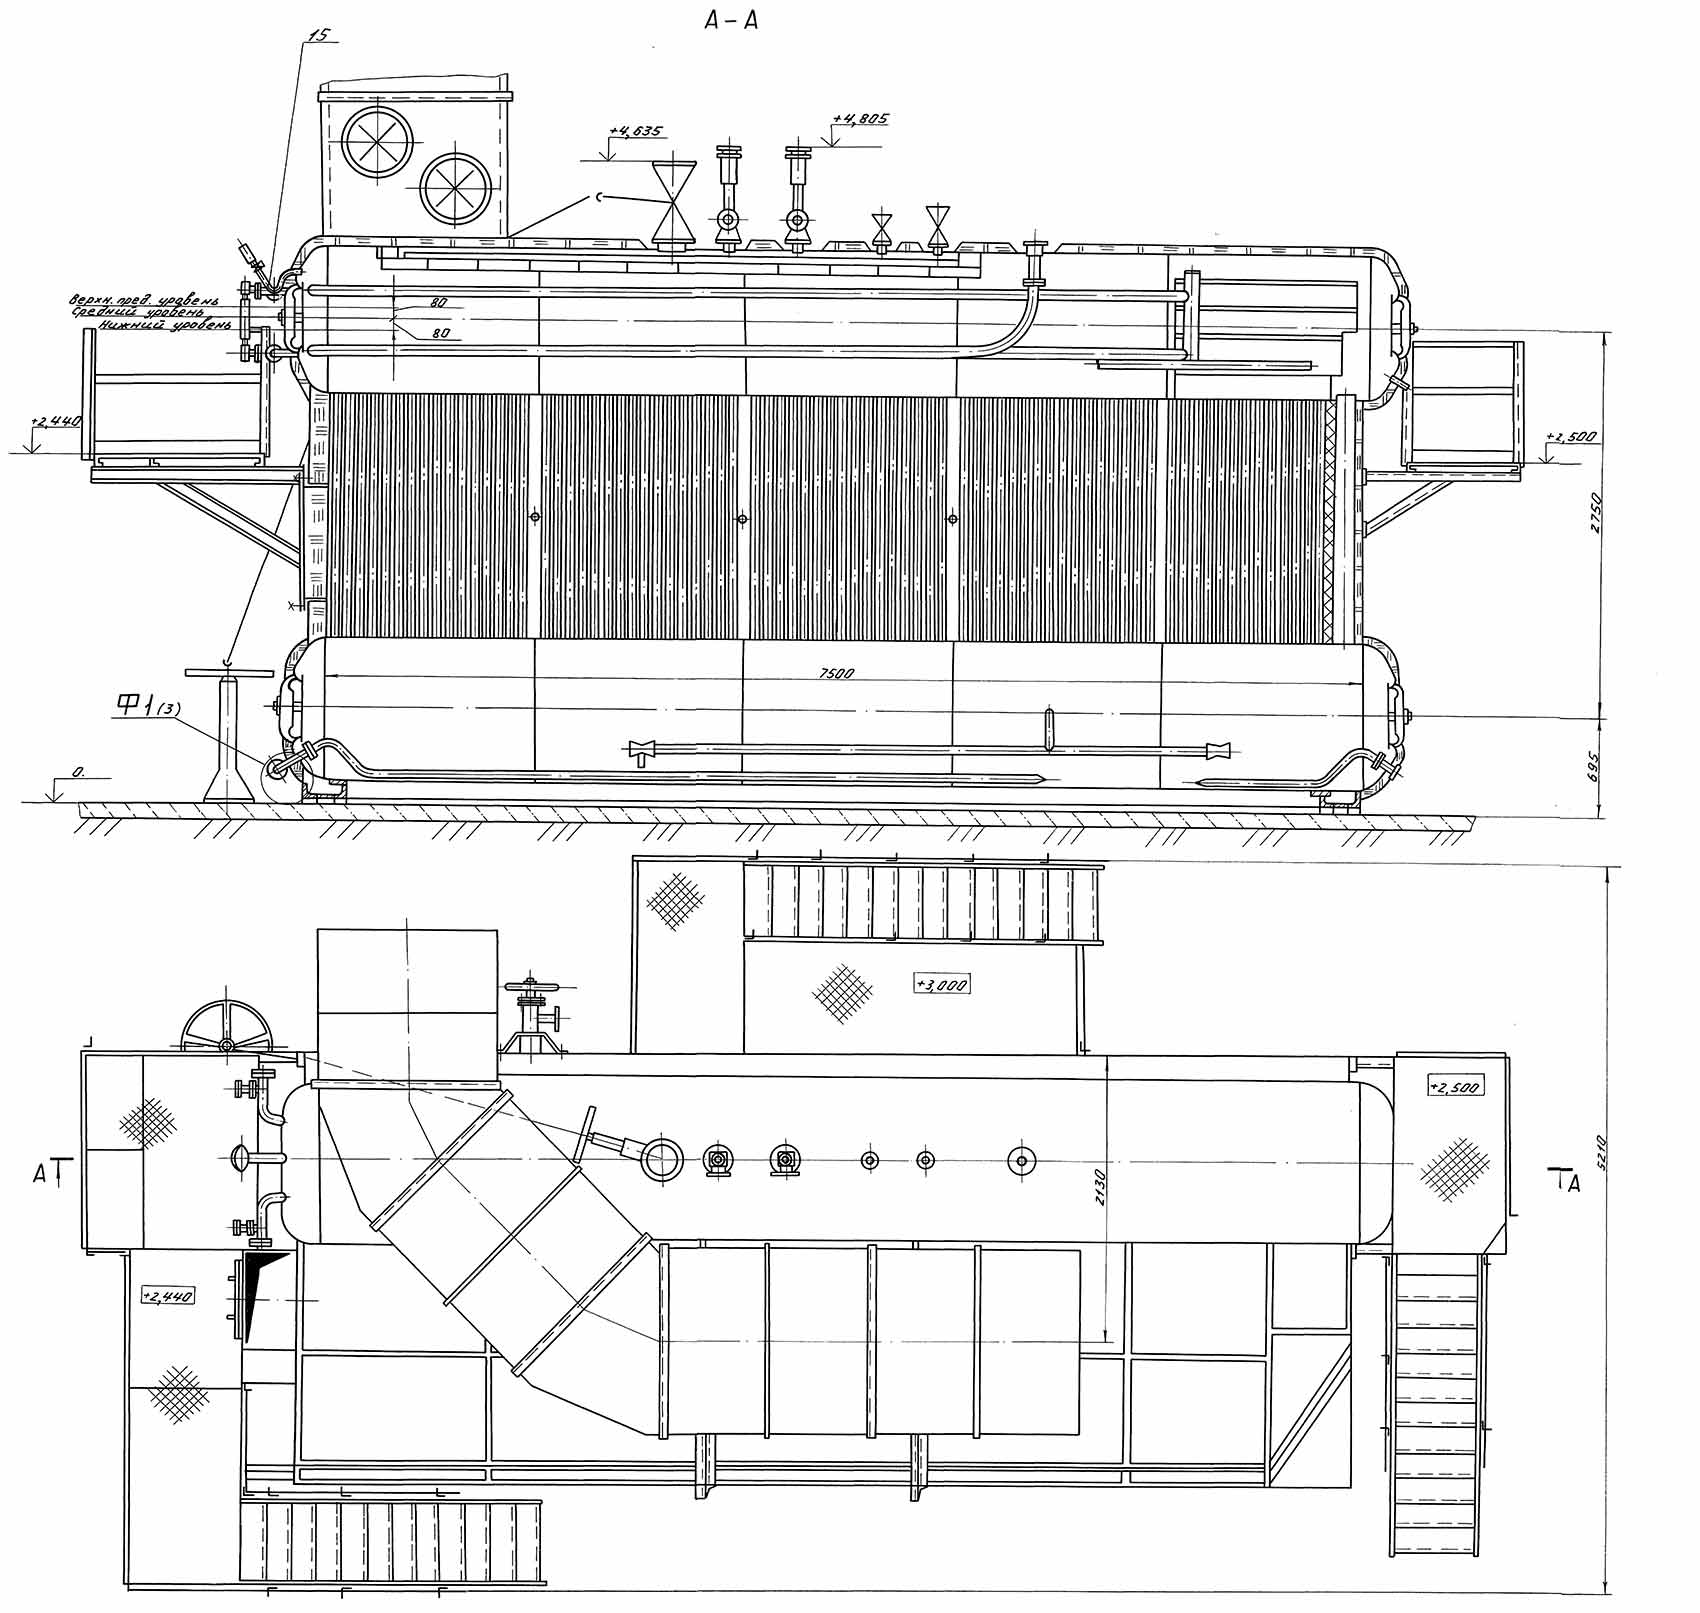 А – А
15
+4,635
+4,805
с
Верхн. пред. уровень
Средний уровень
Нижний уровень
80
80
+2,440
+2,500
2750
7500
Ф1(3)
695
0.
+3,000
+2,500
5210
2130
А
А
+2,440